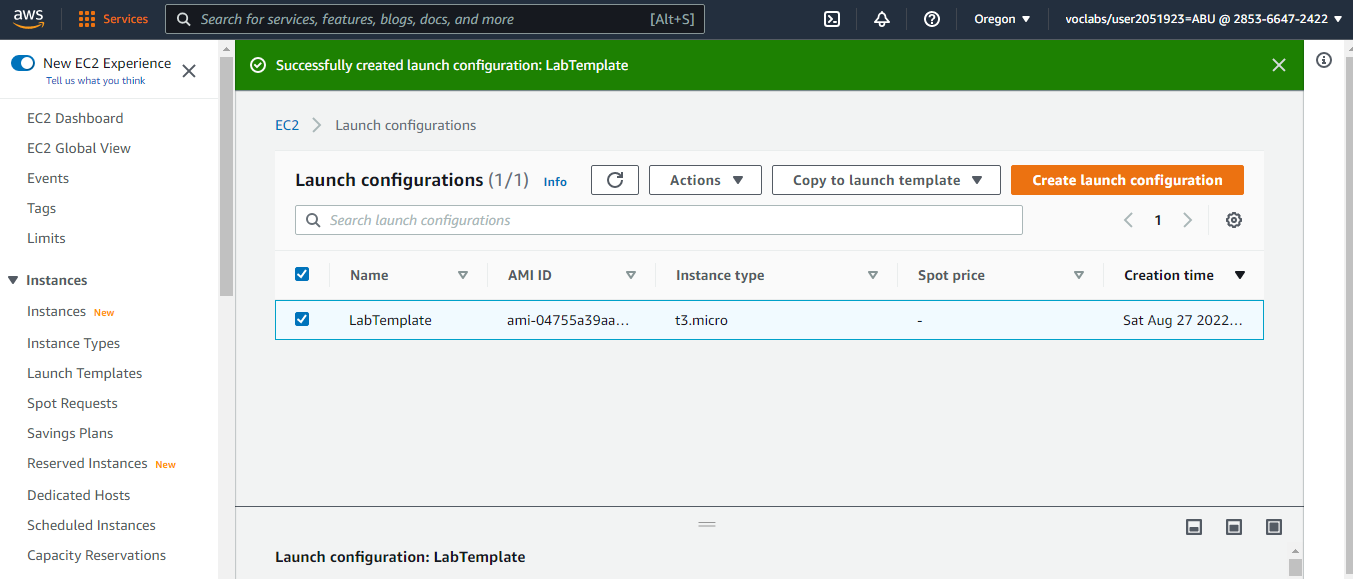 aws Services Search for services, features, blogs, docs, and more [Alt+S] Oregon voclabs/user2051923=ABU @ 2853-6647-2422
New EC2 Experience
Tell us what you think
EC2 Dashboard
EC2 Global View
Events
Tags
Limits
Instances
Instances New
Instance Types
Launch Templates
Spot Requests
Savings Plans
Reserved Instances New
Dedicated Hosts
Scheduled Instances
Capacity Reservations
Successfully created launch configuration: LabTemplate
EC2 Launch configurations
Launch configurations (1/1) Info Actions Copy to launch template Create launch configuration
Search launch configurations 1
Name AMI ID Instance type Spot price Creation time
LabTemplate ami-04755a39aa... t3.micro - Sat Aug 27 2022...
Launch configuration: LabTemplate